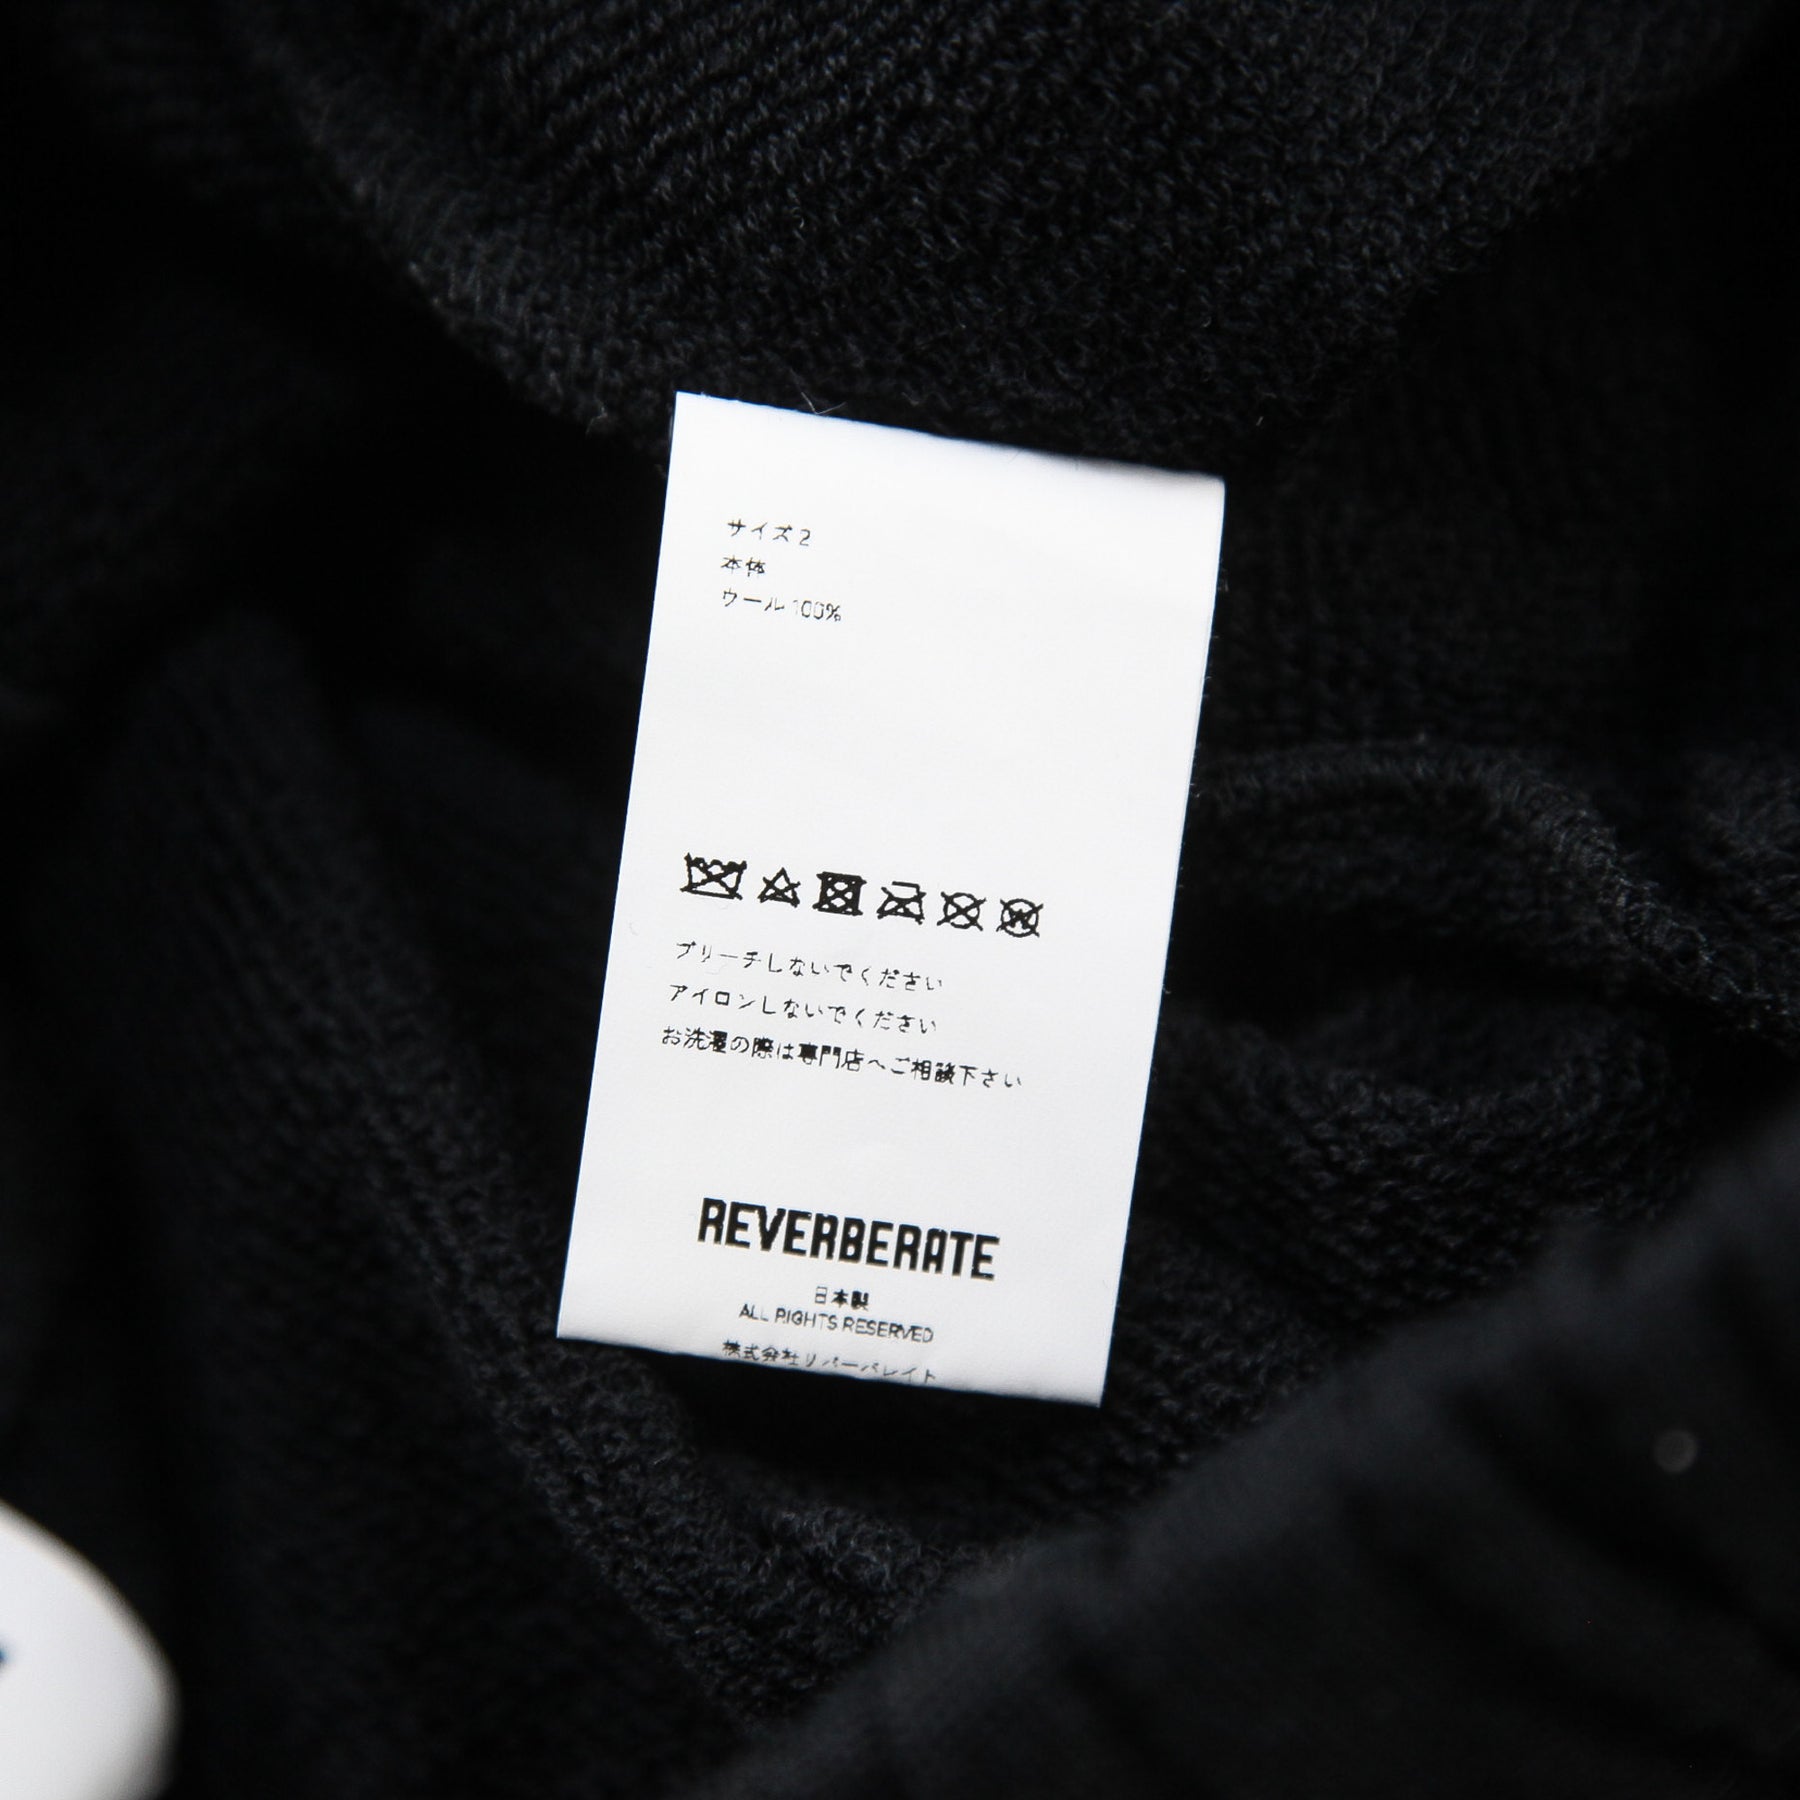 サイズ 2
本体
ウール 100%
ブリーチしないでください
アイロンしないでください
お洗濯の際は専門店へご相談下さい
REVERBERATE
日本製
ALL RIGHTS RESERVED
株式会社リバーバレイト